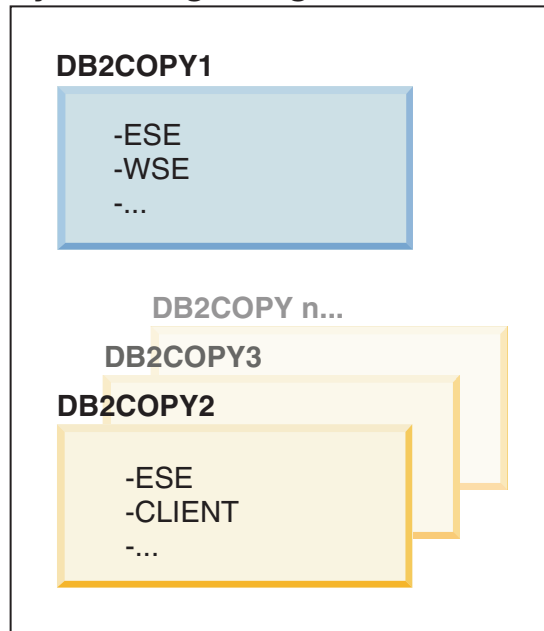 DB2COPY1
-ESE
-WSE
-...
DB2COPY n...
DB2COPY3
DB2COPY2
-ESE
-CLIENT
-...